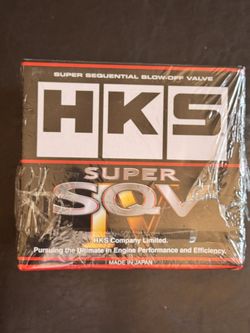 SUPER SEQUENTIAL BLOW-OFF VALVE
HKS
SUPER
SQV
IV
HKS Company Limited.
Pursuing the Ultimate in Engine Performance and Efficiency.
MADE IN JAPAN